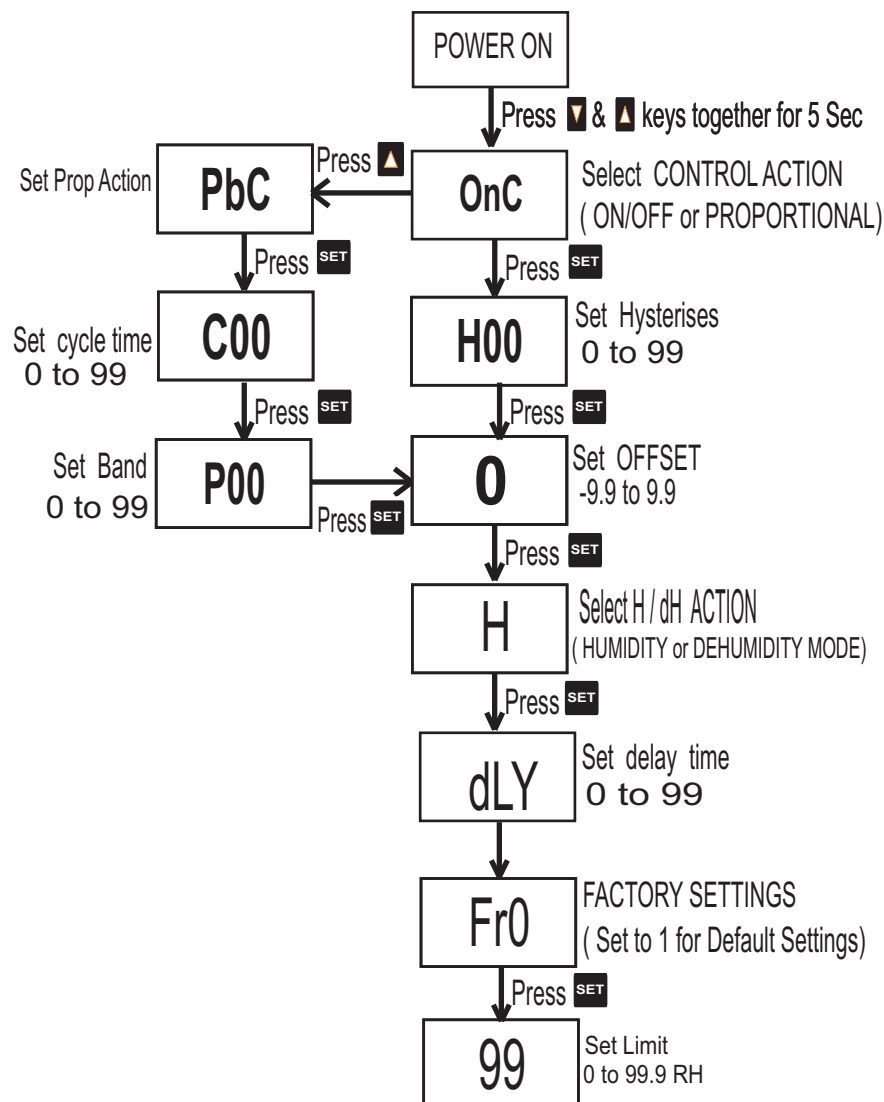 POWER ON
Press & keys together for 5 Sec
Set Prop Action
PbC
Press
OnC
Select CONTROL ACTION
( ON/OFF or PROPORTIONAL)
Press SET
Press SET
Set cycle time
0 to 99
C00
H00
Set Hysterises
0 to 99
Press SET
Press SET
Set Band
0 to 99
P00
Press SET
0
Set OFFSET
-9.9 to 9.9
Press SET
H
Select H / dH ACTION
( HUMIDITY or DEHUMIDITY MODE)
Press SET
dLY
Set delay time
0 to 99
Fr0
FACTORY SETTINGS
( Set to 1 for Default Settings)
Press SET
99
Set Limit
0 to 99.9 RH